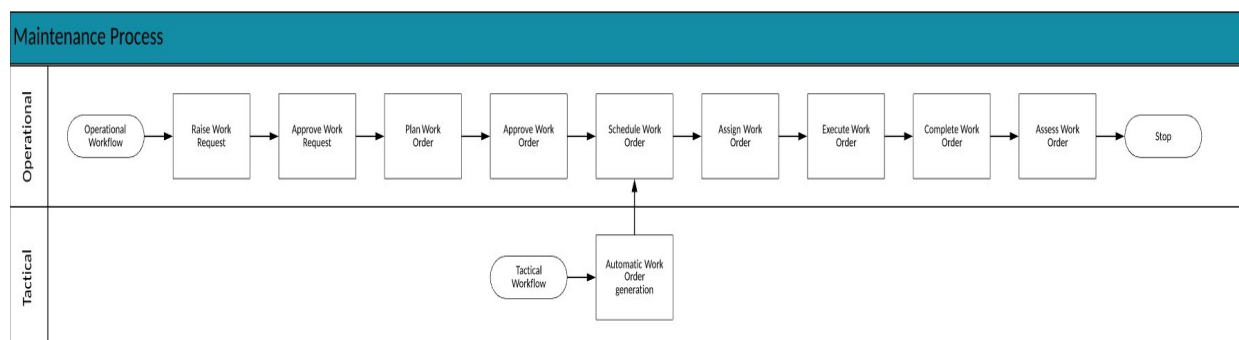 Maintenance Process
Operational
Operational
Workflow
Raise Work
Request
Approve Work
Request
Plan Work
Order
Approve Work
Order
Schedule Work
Order
Assign Work
Order
Execute Work
Order
Complete Work
Order
Assess Work
Order
Stop
Tactical
Tactical
Workflow
Automatic Work
Order
generation